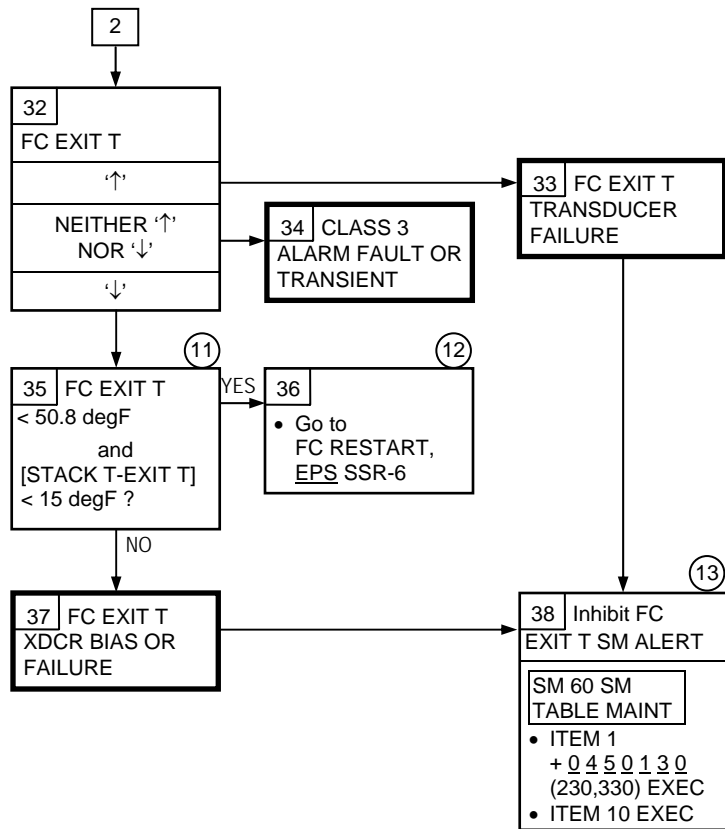 2
32
FC EXIT T
‘↑’
NEITHER ‘↑’
NOR ‘↓’
‘↓’
33 FC EXIT T
TRANSDUCER
FAILURE
34 CLASS 3
ALARM FAULT OR
TRANSIENT
11
35 FC EXIT T
< 50.8 degF
and
[STACK T-EXIT T]
< 15 degF ?
YES
12
36
• Go to
FC RESTART,
EPS SSR-6
NO
37 FC EXIT T
XDCR BIAS OR
FAILURE
13
38 Inhibit FC
EXIT T SM ALERT
SM 60 SM
TABLE MAINT
• ITEM 1
+ 0 4 5 0 1 3 0
(230,330) EXEC
• ITEM 10 EXEC